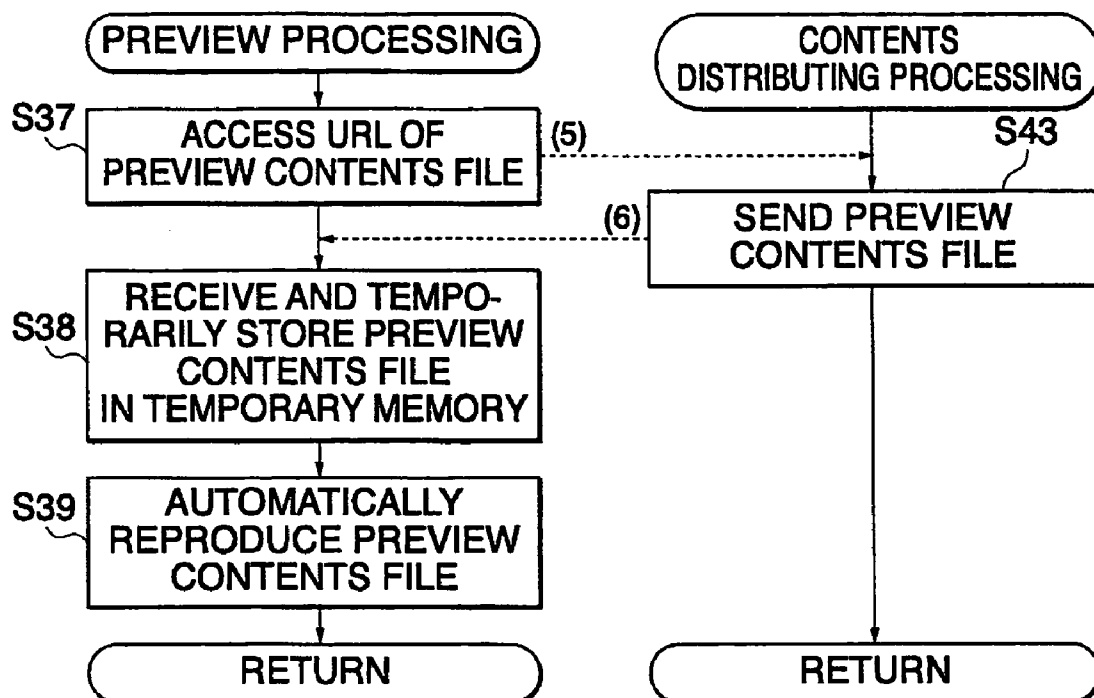 PREVIEW PROCESSING
CONTENTS
DISTRIBUTING PROCESSING
S37
ACCESS URL OF
PREVIEW CONTENTS FILE
(5)
S43
(6)
SEND PREVIEW
CONTENTS FILE
S38
RECEIVE AND TEMPO-
RARILY STORE PREVIEW
CONTENTS FILE
IN TEMPORARY MEMORY
S39
AUTOMATICALLY
REPRODUCE PREVIEW
CONTENTS FILE
RETURN
RETURN